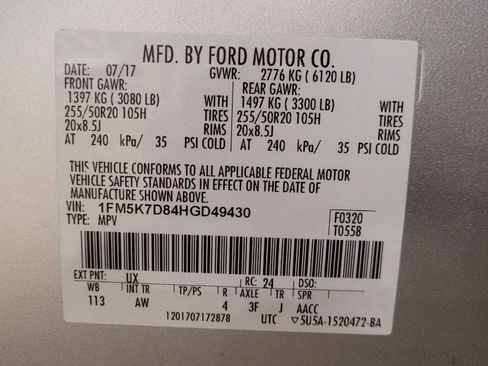 MFD. BY FORD MOTOR CO.
DATE: 07/17 GVWR: 2776 KG ( 6120 LB)
FRONT GAWR: REAR GAWR:
1397 KG ( 3080 LB) WITH 1497 KG ( 3300 LB) WITH
255/50R20 105H TIRES 255/50R20 105H TIRES
20x8.5J RIMS 20x8.5J RIMS
AT 240 kPa/ 35 PSI COLD AT 240 kPa/ 35 PSI COLD
THIS VEHICLE CONFORMS TO ALL APPLICABLE FEDERAL MOTOR
VEHICLE SAFETY STANDARDS IN EFFECT ON THE DATE OF
MANUFACTURE SHOWN ABOVE.
VIN: 1FM5K7D84HGD49430 F0320
TYPE: MPV T0558
EXT PNT: UX RC: 24 DSO:
WB INT TR TP/PS R AXLE TR SPR
113 AW 4 3F J AACC
1201707172878 UTC ▽5U5A-1520472-BA